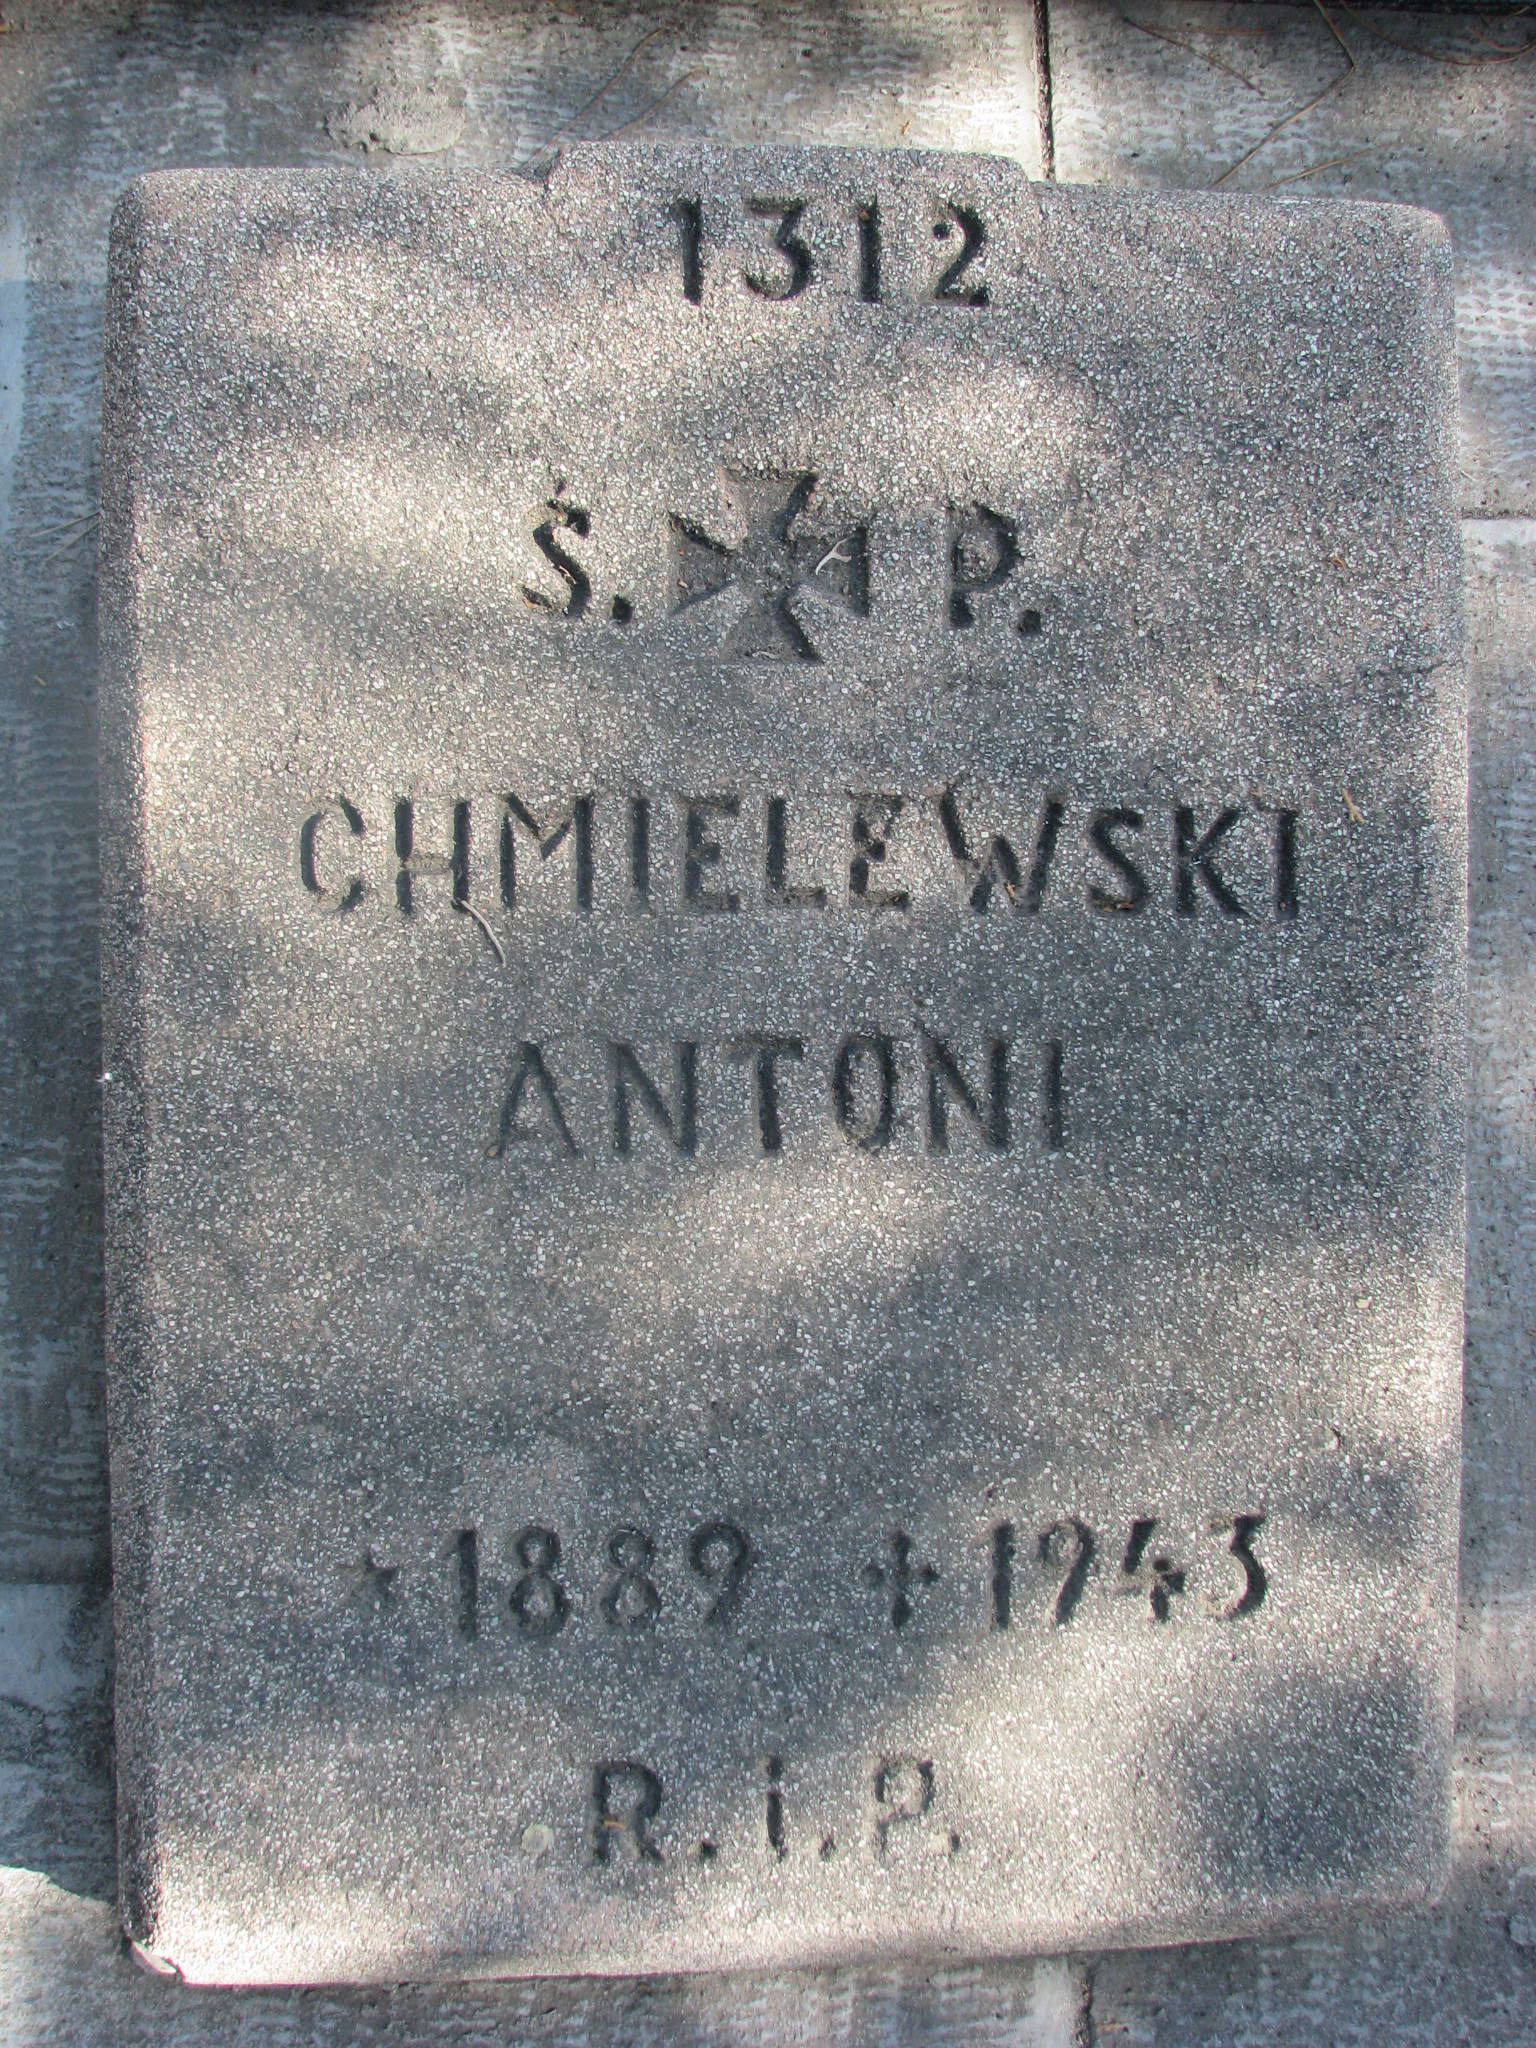 1312
Ś. P.
CHMIELEWSKI
ANTONI
* 1889 + 1943
R.I.P.